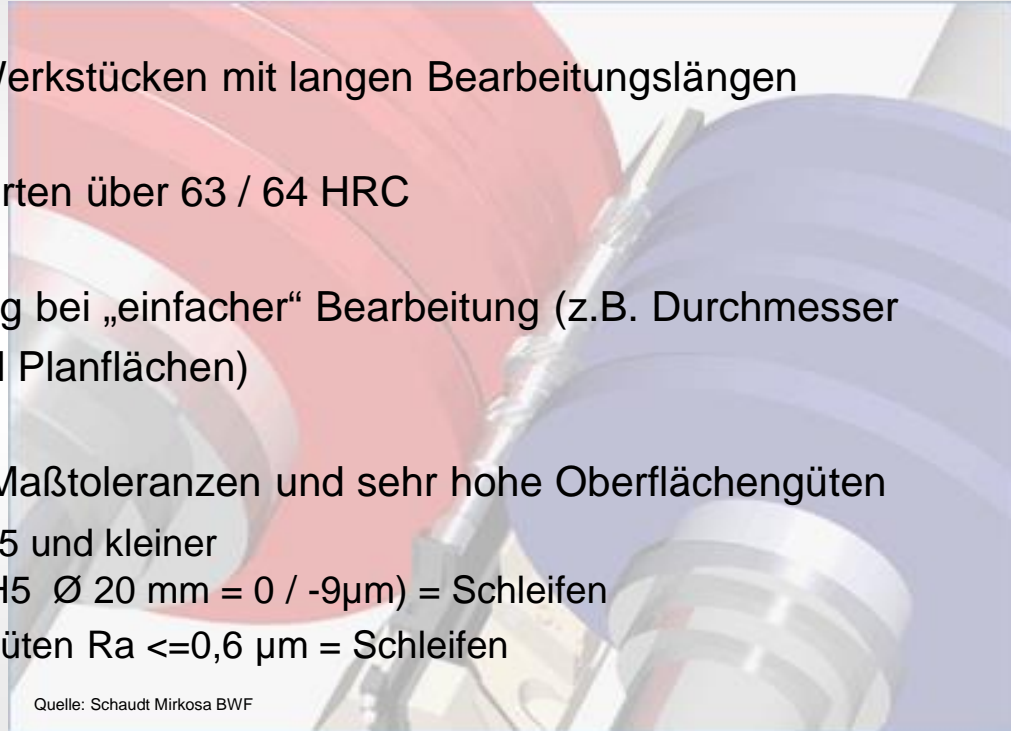 erkstücken mit langen Bearbeitungslängen
rten über 63 / 64 HRC
g bei „einfacher“ Bearbeitung (z.B. Durchmesser
Planflächen)
Maßtoleranzen und sehr hohe Oberflächengüten
5 und kleiner
H5 Ø 20 mm = 0 / -9µm) = Schleifen
üten Ra <=0,6 µm = Schleifen
Quelle: Schaudt Mirkosa BWF